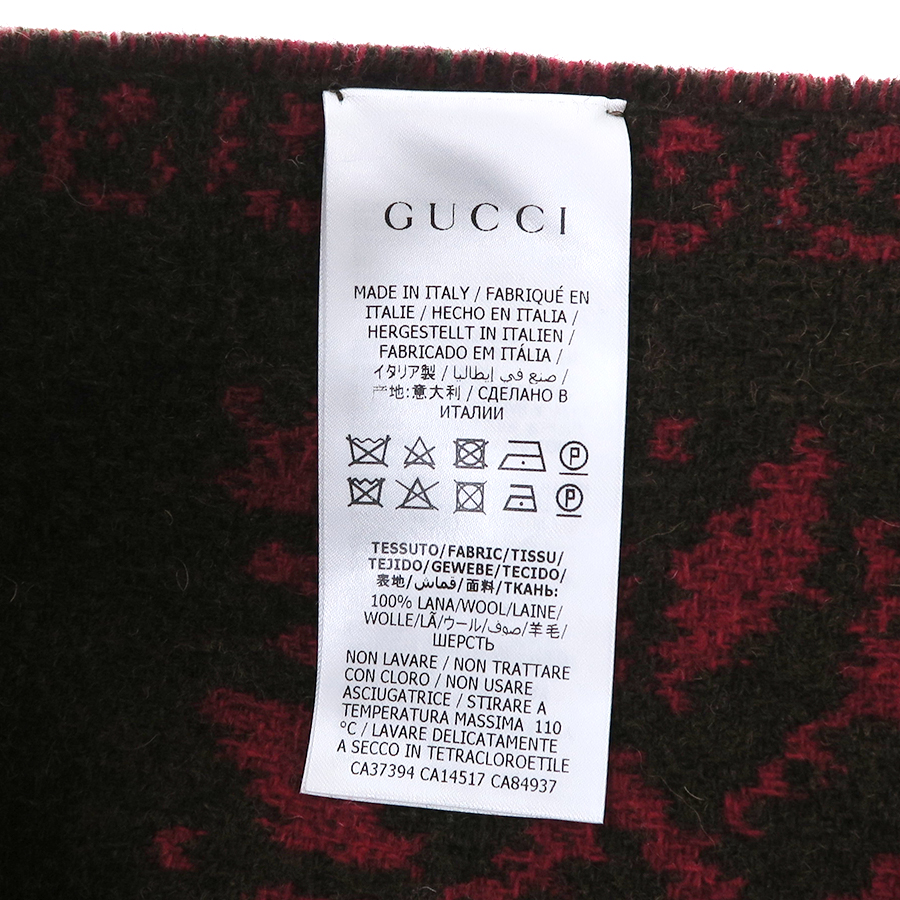 GUCCI
MADE IN ITALY / FABRIQUÉ EN
ITALIE / HECHO EN ITALIA /
HERGESTELLT IN ITALIEN /
FABRICADO EM ITÁLIA /
イタリア製 / صنع في إيطاليا /
产地:意大利 / СДЕЛАНО В
ИТАЛИИ
P
P
TESSUTO/FABRIC/TISSU/
TEJIDO/GEWEBE/TECIDO/
表地/قماش/面料/ТКАНЬ:
100% LANA/WOOL/LAINE/
WOLLE/LÃ/ウール/صوف/羊毛/
ШЕРСТЬ
NON LAVARE / NON TRATTARE
CON CLORO / NON USARE
ASCIUGATRICE / STIRARE A
TEMPERATURA MASSIMA 110
°C / LAVARE DELICATAMENTE
A SECCO IN TETRACLOROETILE
CA37394 CA14517 CA84937